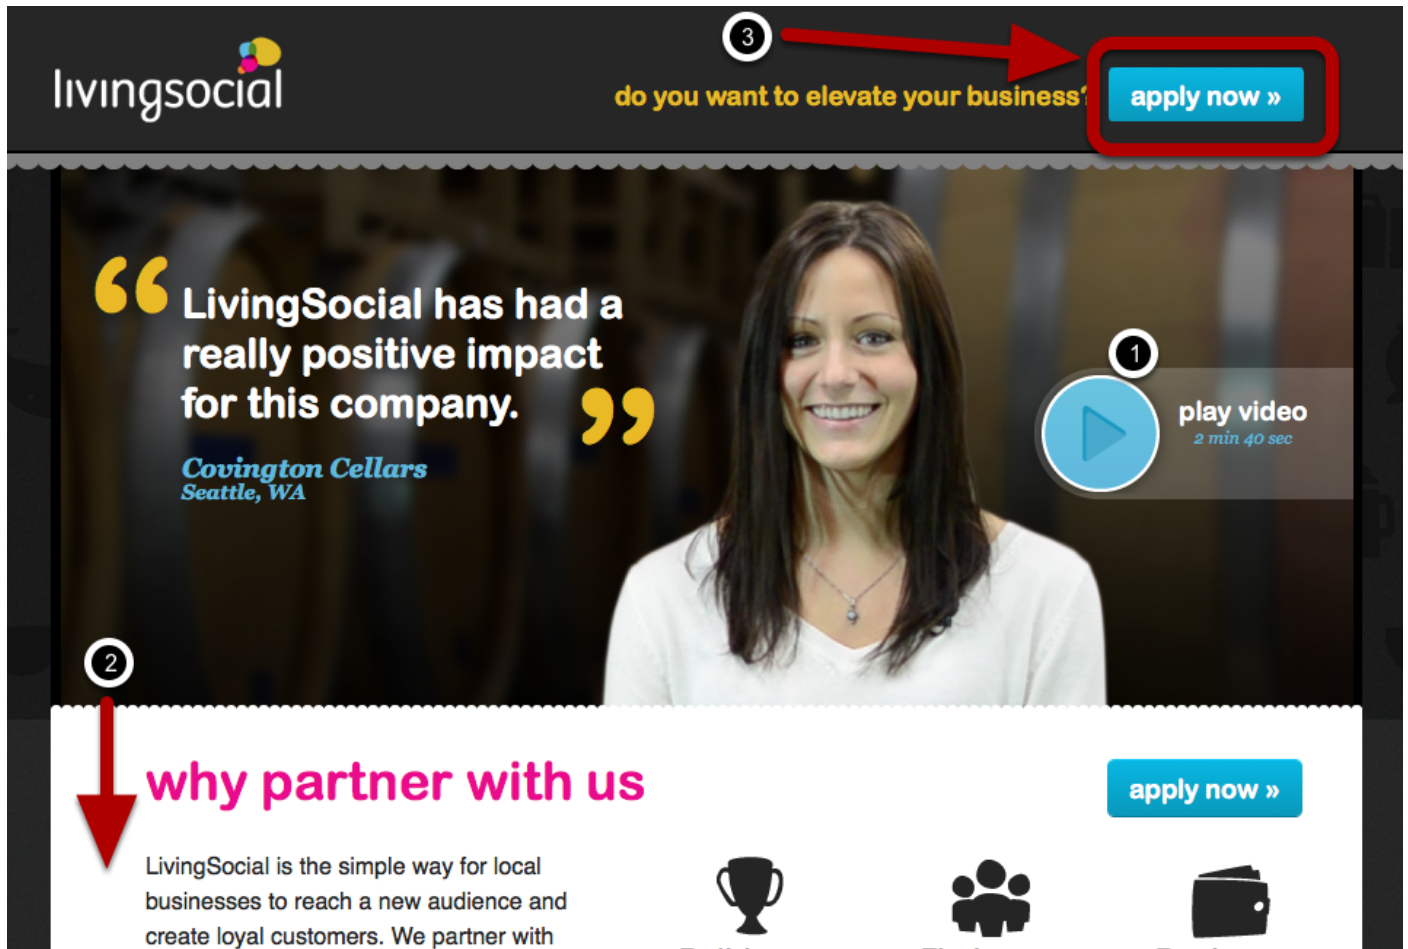 3
livingsocial
do you want to elevate your business?
apply now »
“LivingSocial has had a
really positive impact
for this company.”
Covington Cellars
Seattle, WA
1
play video
2 min 40 sec
2
why partner with us
apply now »
LivingSocial is the simple way for local
businesses to reach a new audience and
create loyal customers. We partner with